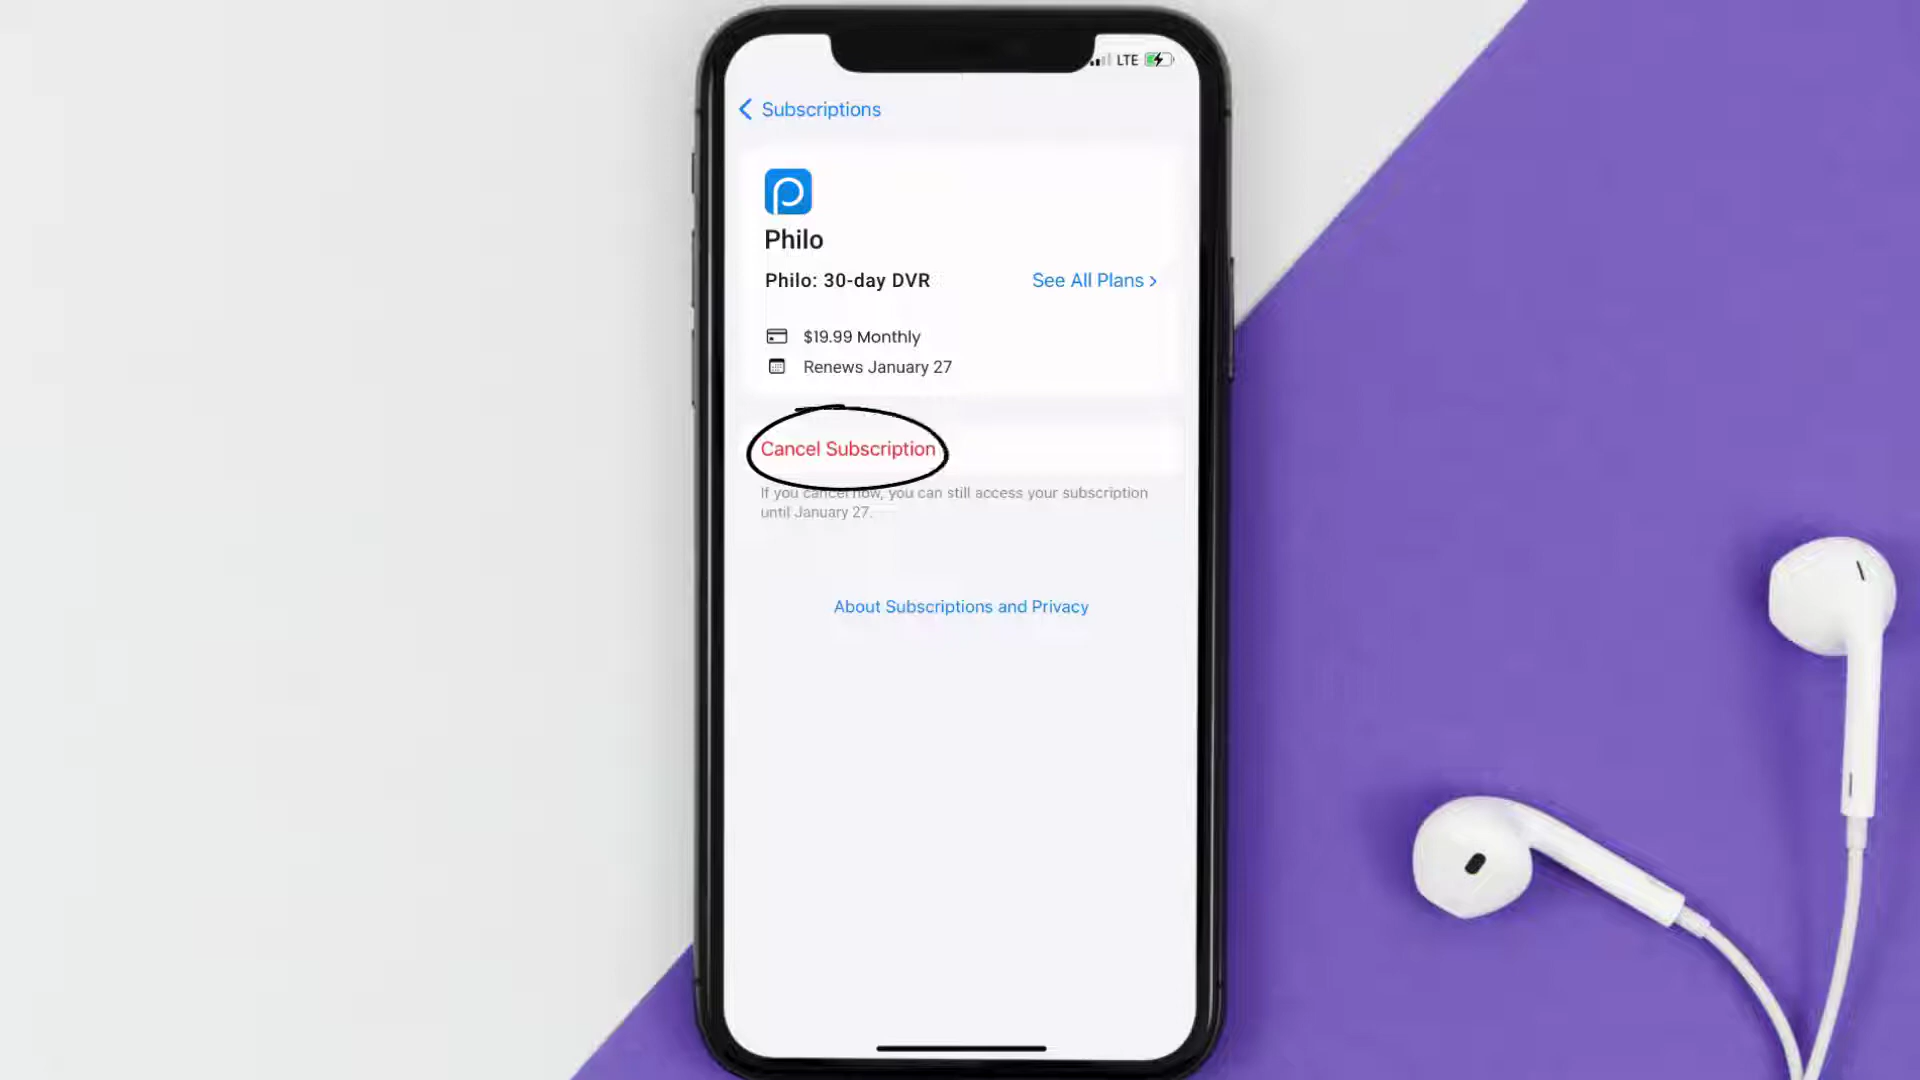 LTE
Subscriptions
Philo
Philo: 30-day DVR
See All Plans >
$19.99 Monthly
Renews January 27
Cancel Subscription
If you cancel now, you can still access your subscription
until January 27.
About Subscriptions and Privacy